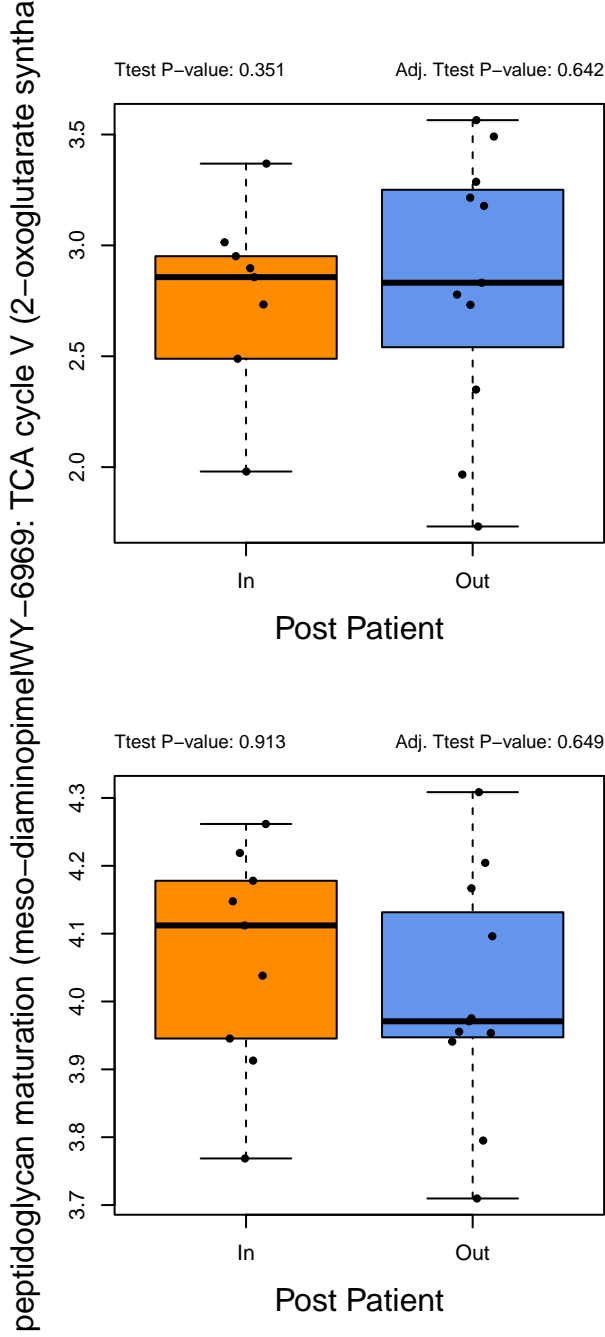 Ttest P−value: 0.351
Adj. Ttest P−value: 0.642
WY−6969: TCA cycle V (2−oxoglutarate syntha
3.5
3.0
2.5
2.0
In
Out
Post Patient
Ttest P−value: 0.913
Adj. Ttest P−value: 0.649
peptidoglycan maturation (meso−diaminopimel
4.3
4.2
4.1
4.0
3.9
3.8
3.7
In
Out
Post Patient